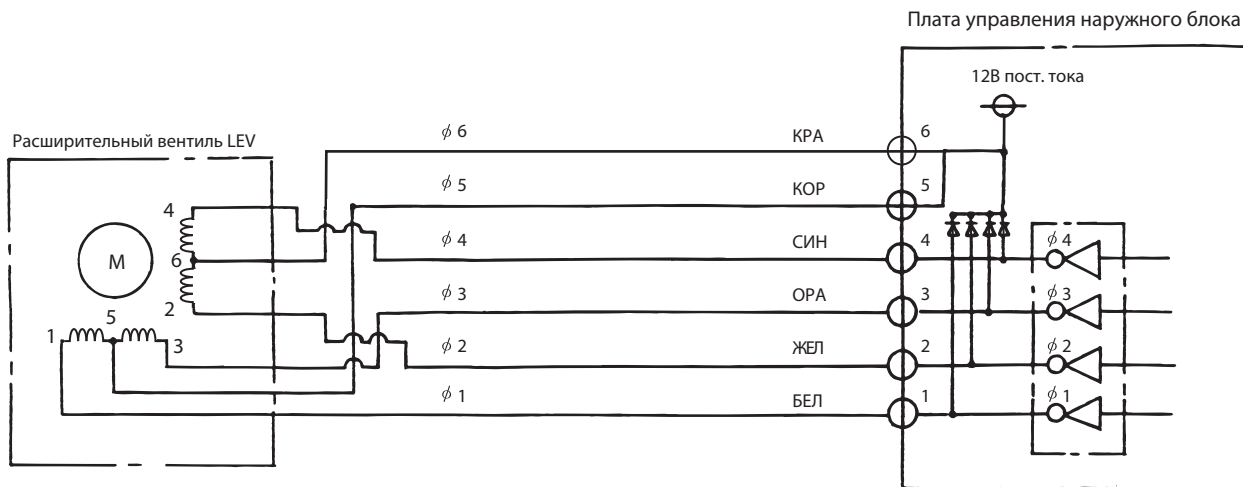 Плата управления наружного блока
12В пост. тока
Расширительный вентиль LEV
ϕ 6 КРА 6
ϕ 5 КОР 5
4 ϕ 4 СИН 4 ϕ 4
М 6
ϕ 3 ОРА 3 ϕ 3
2
1 5 3 ϕ 2 ЖЕЛ 2 ϕ 2
ϕ 1 БЕЛ 1 ϕ 1